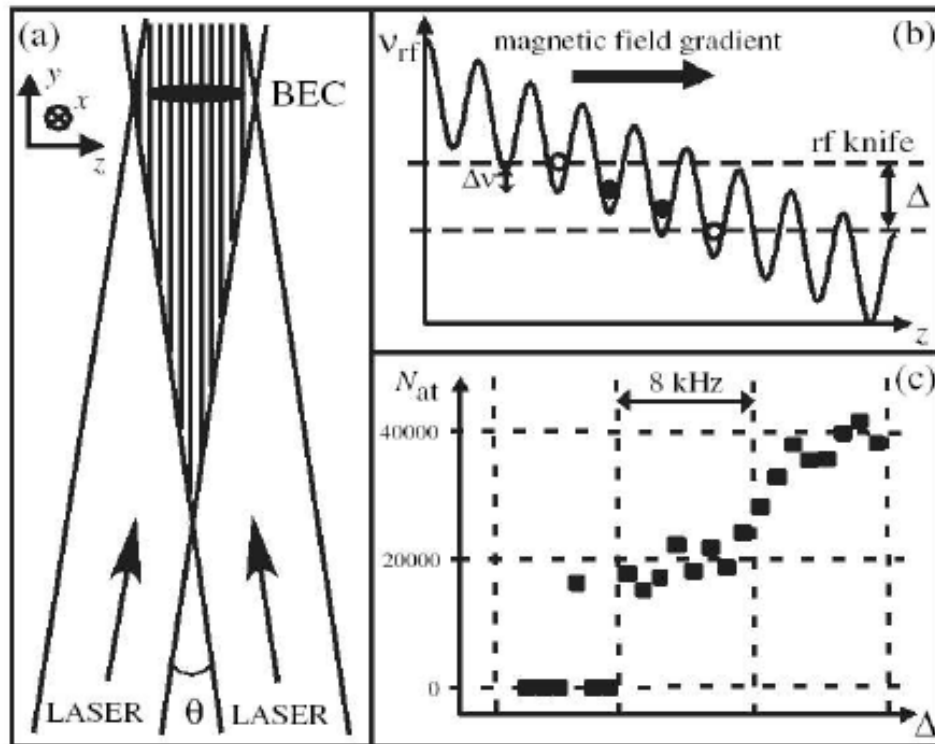 (a)
y
x
z
BEC
LASER
θ
LASER
(b)
νrf
magnetic field gradient
rf knife
Δν
Δ
z
(c)
Nat
8 kHz
40000
20000
0
Δ